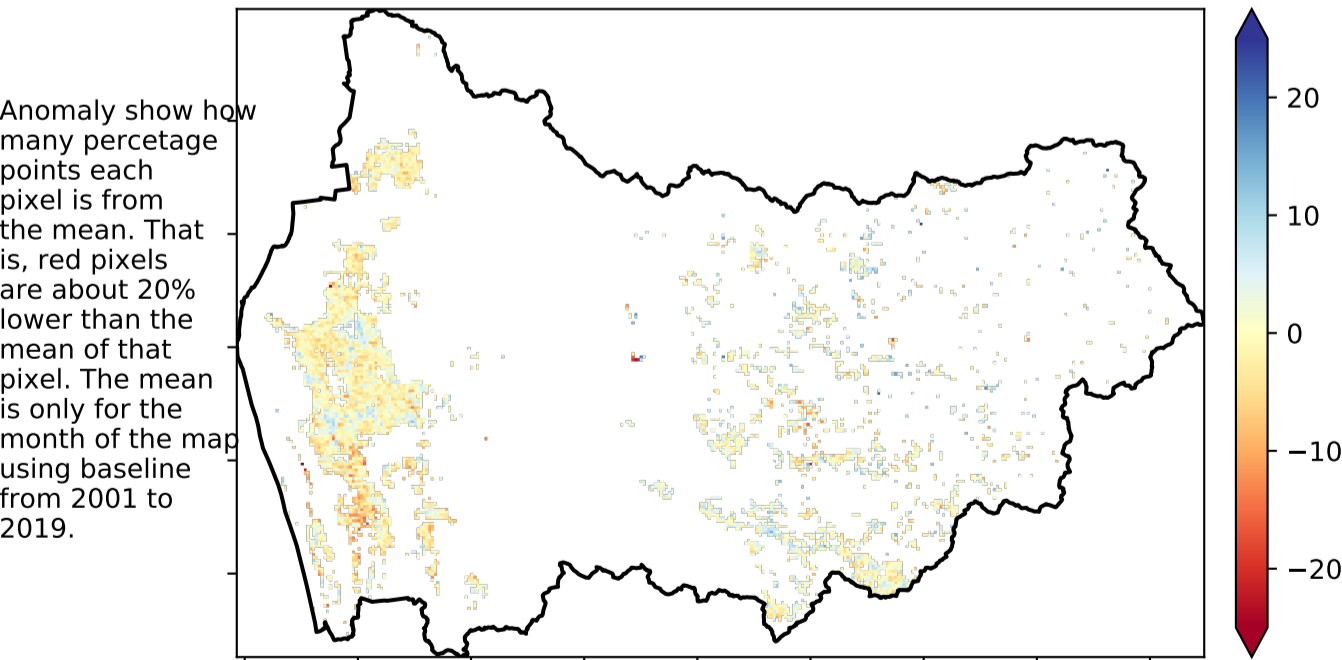 Anomaly show how
many percetage
points each
pixel is from
the mean. That
is, red pixels
are about 20%
lower than the
mean of that
pixel. The mean
is only for the
month of the map
using baseline
from 2001 to
2019.
20
10
0
−10
−20